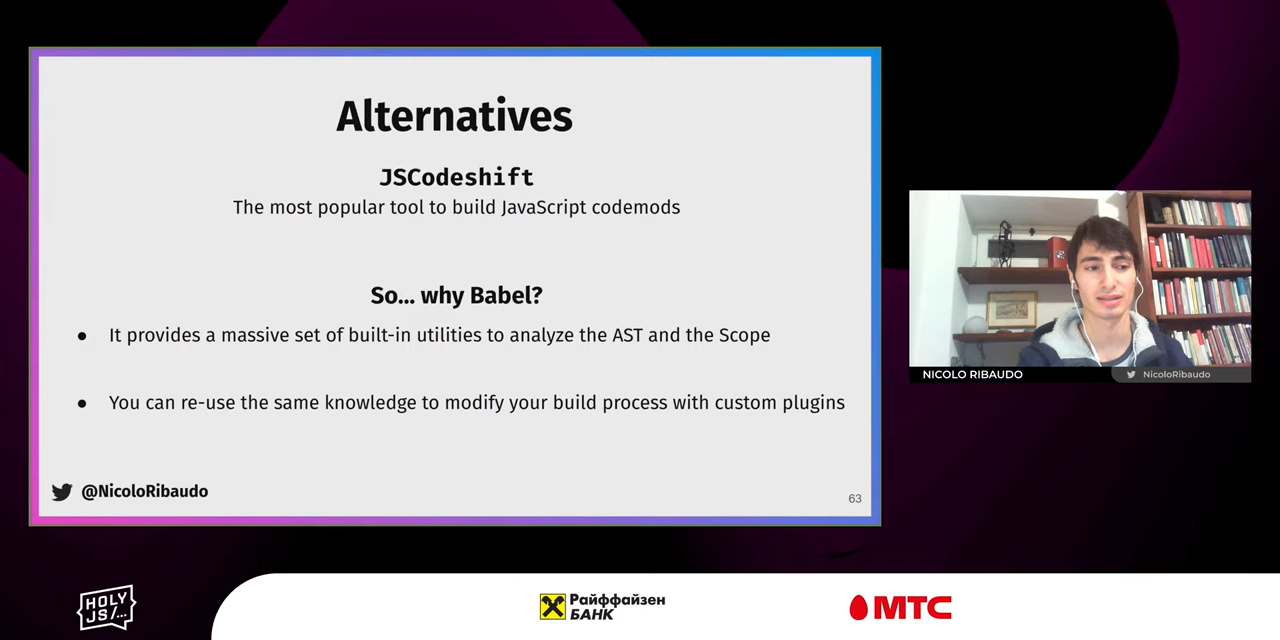 Alternatives
JSCodeshift
The most popular tool to build JavaScript codemods
So... why Babel?
● It provides a massive set of built-in utilities to analyze the AST and the Scope
● You can re-use the same knowledge to modify your build process with custom plugins
@NicoloRibaudo
63
NICOLO RIBAUDO
NicoloRibaudo
HOLY
JS/...
Райффайзен
БАНК
МТС